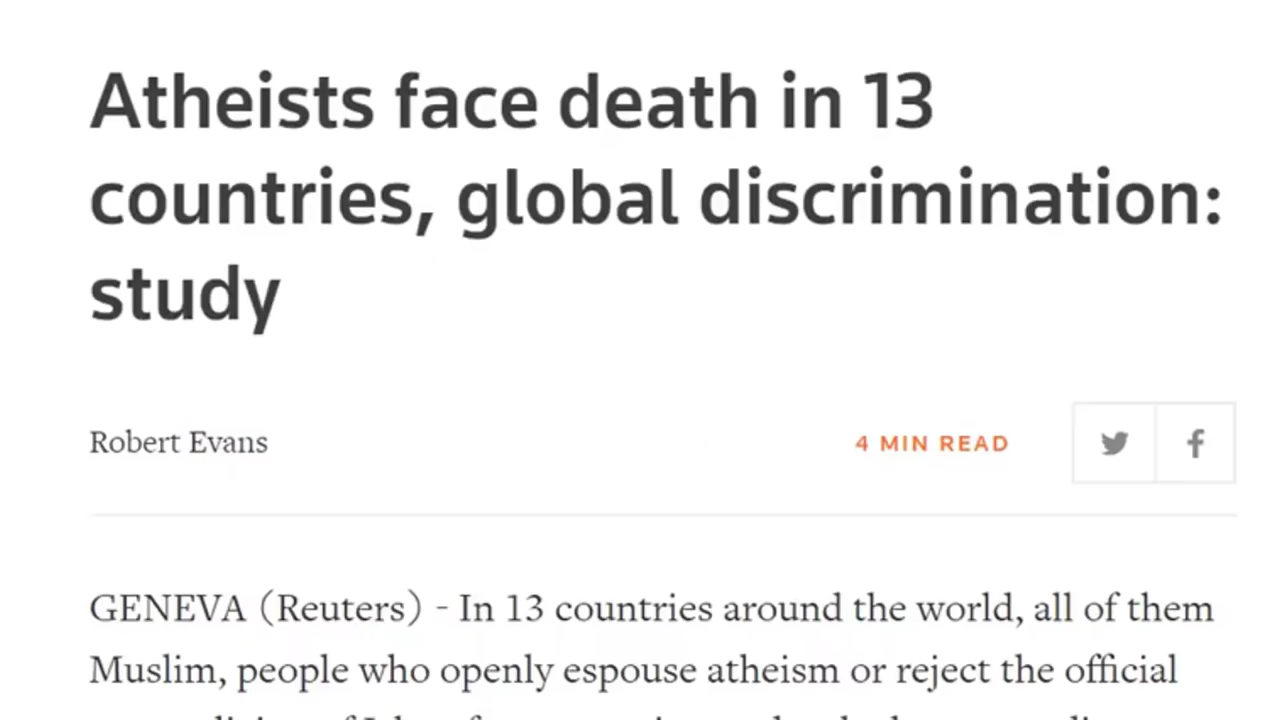 Atheists face death in 13
countries, global discrimination:
study
Robert Evans
4 MIN READ
GENEVA (Reuters) - In 13 countries around the world, all of them
Muslim, people who openly espouse atheism or reject the official